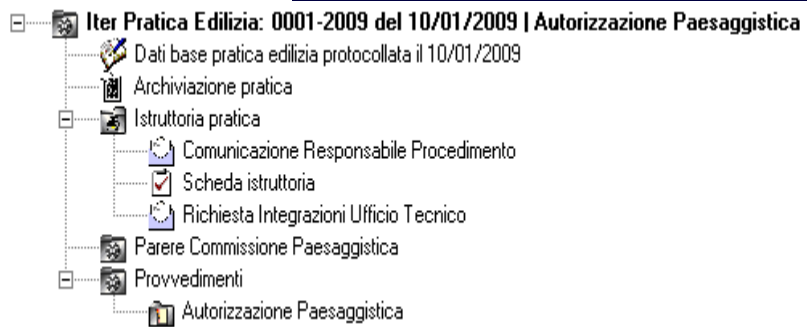 Iter Pratica Edilizia: 0001-2009 del 10/01/2009 | Autorizzazione Paesaggistica
Dati base pratica edilizia protocollata il 10/01/2009
Archiviazione pratica
Istruttoria pratica
Comunicazione Responsabile Procedimento
Scheda istruttoria
Richiesta Integrazioni Ufficio Tecnico
Parere Commissione Paesaggistica
Provvedimenti
Autorizzazione Paesaggistica